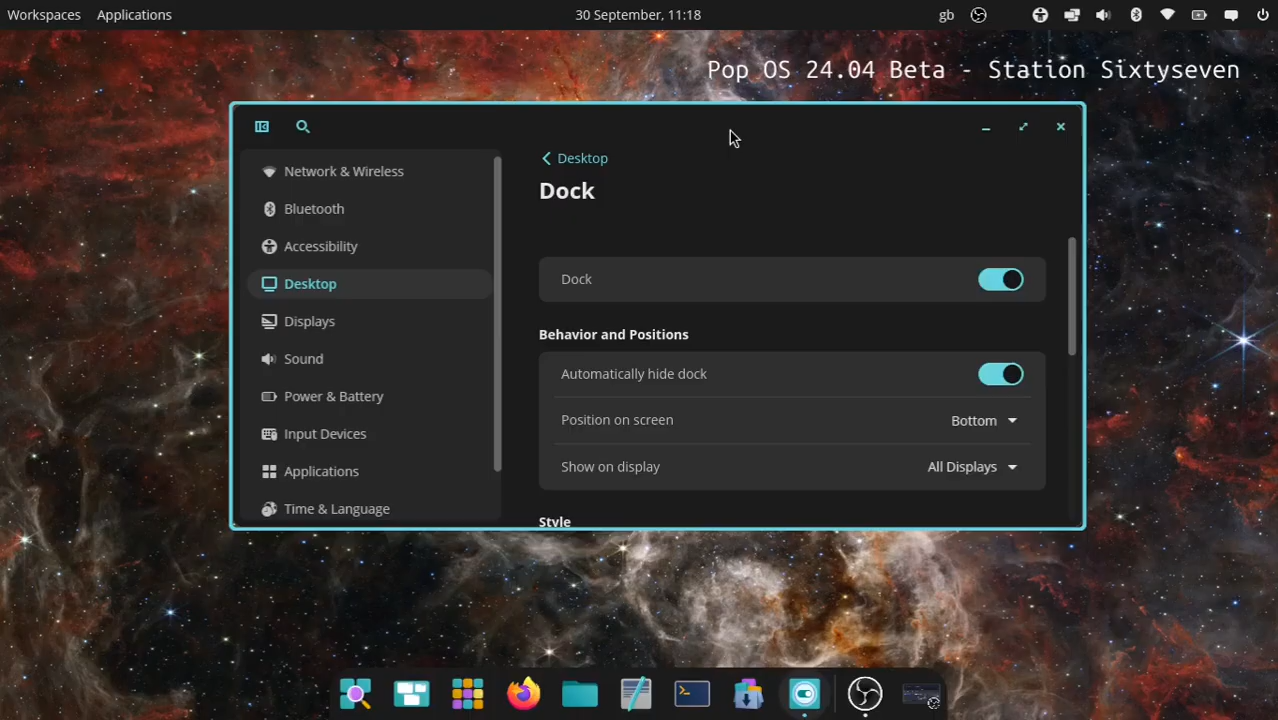 Workspaces Applications 30 September, 11:18 gb
Pop OS 24.04 Beta - Station Sixtyseven
Network & Wireless
Bluetooth
Accessibility
Desktop
Displays
Sound
Power & Battery
Input Devices
Applications
Time & Language
Desktop
Dock
Dock
Behavior and Positions
Automatically hide dock
Position on screen Bottom
Show on display All Displays
Style